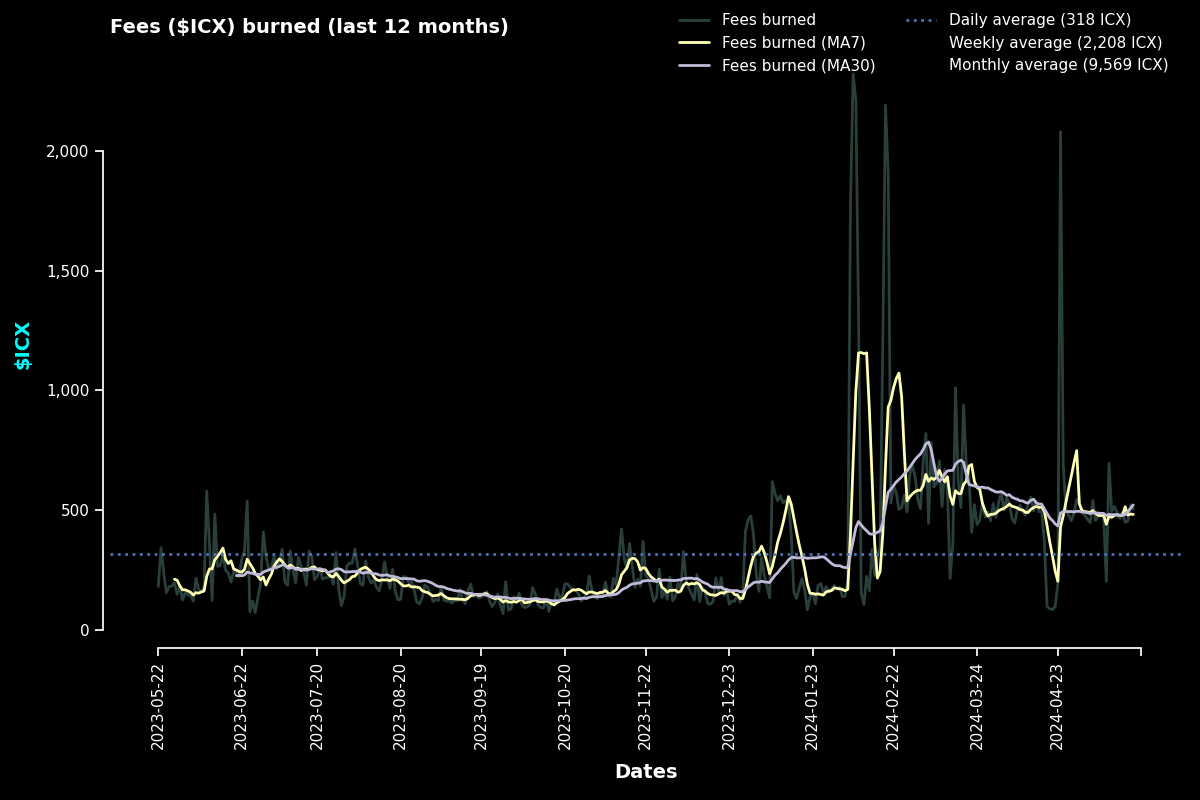 Fees ($ICX) burned (last 12 months)
Fees burned
Fees burned (MA7)
Fees burned (MA30)
Daily average (318 ICX)
Weekly average (2,208 ICX)
Monthly average (9,569 ICX)
2,000
1,500
1,000
500
0
$ICX
2023-05-22
2023-06-22
2023-07-20
2023-08-20
2023-09-19
2023-10-20
2023-11-22
2023-12-23
2024-01-23
2024-02-22
2024-03-24
2024-04-23
Dates